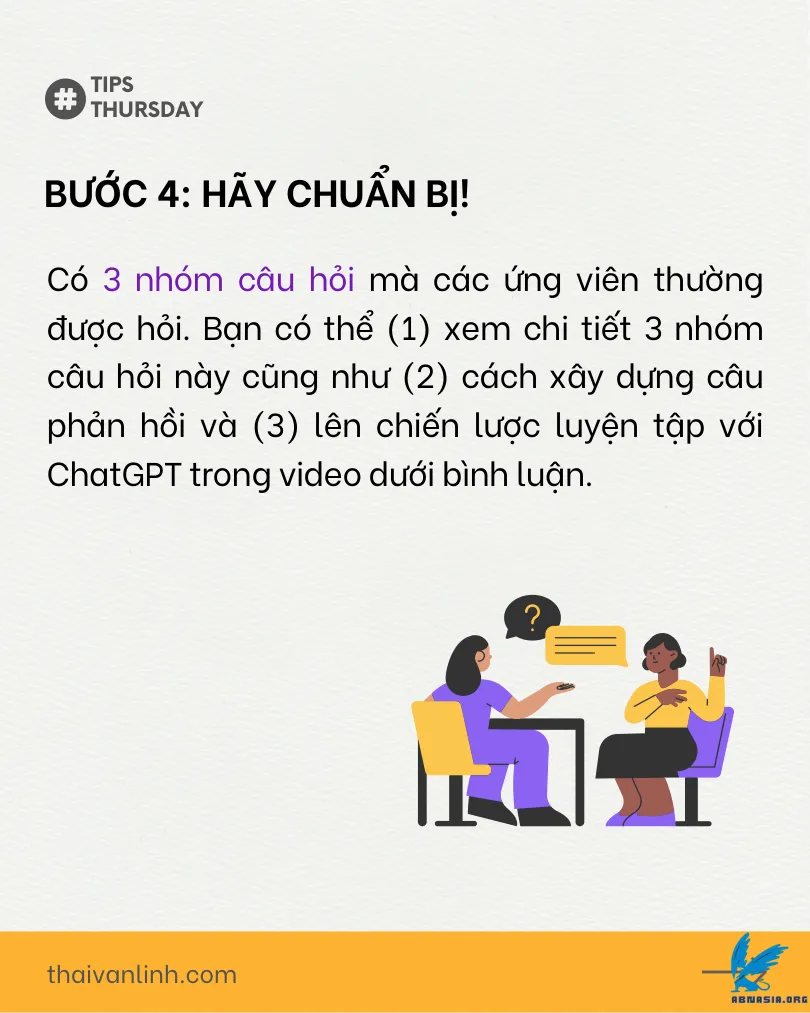 #
TIPS
THURSDAY
BƯỚC 4: HÃY CHUẨN BỊ!
Có 3 nhóm câu hỏi mà các ứng viên thường
được hỏi. Bạn có thể (1) xem chi tiết 3 nhóm
câu hỏi này cũng như (2) cách xây dựng câu
phản hồi và (3) lên chiến lược luyện tập với
ChatGPT trong video dưới bình luận.
?
thaivanlinh.com
ABNASIA.ORG